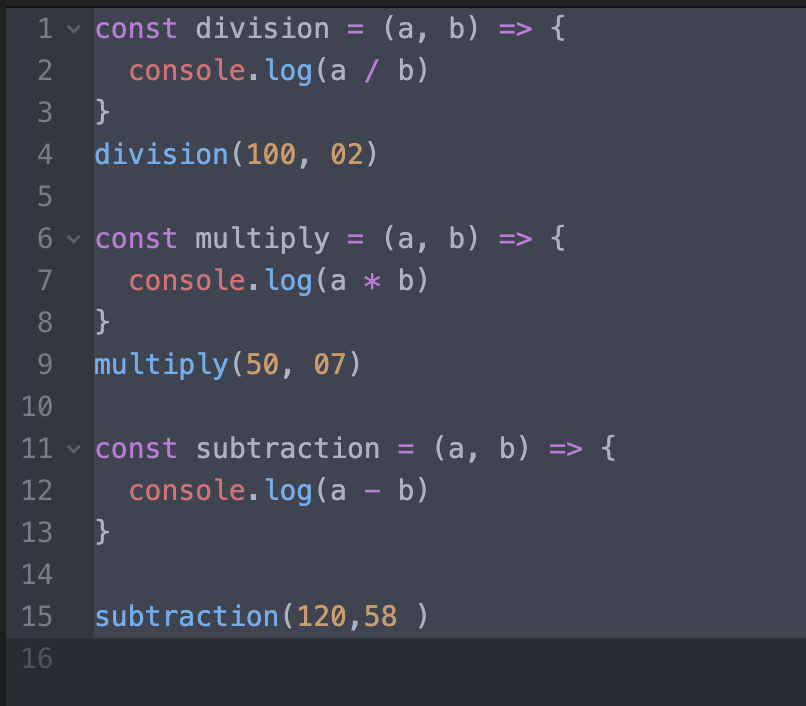 1 const division = (a, b) => {
2   console.log(a / b)
3 }
4 division(100, 02)
5
6 const multiply = (a, b) => {
7   console.log(a * b)
8 }
9 multiply(50, 07)
10
11 const subtraction = (a, b) => {
12   console.log(a - b)
13 }
14
15 subtraction(120,58 )
16